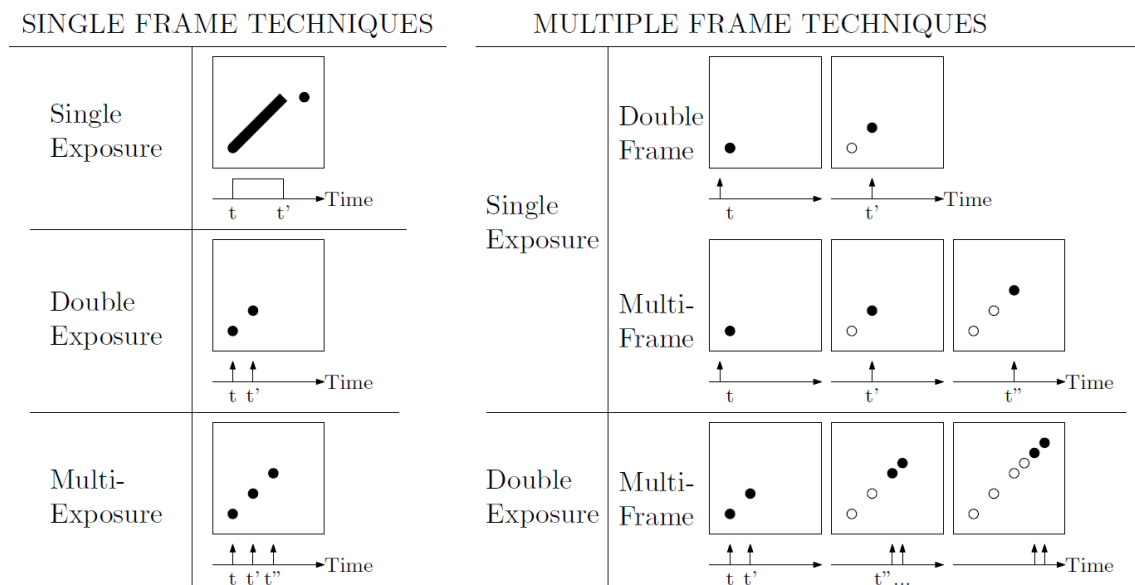 SINGLE FRAME TECHNIQUES
Single
Exposure
t t' Time
Double
Exposure
t t' Time
Multi-
Exposure
t t' t" Time
MULTIPLE FRAME TECHNIQUES
Single
Exposure
Double
Frame
t t' Time
Multi-
Frame
t t' t" Time
Double
Exposure
Multi-
Frame
t t' t"... Time